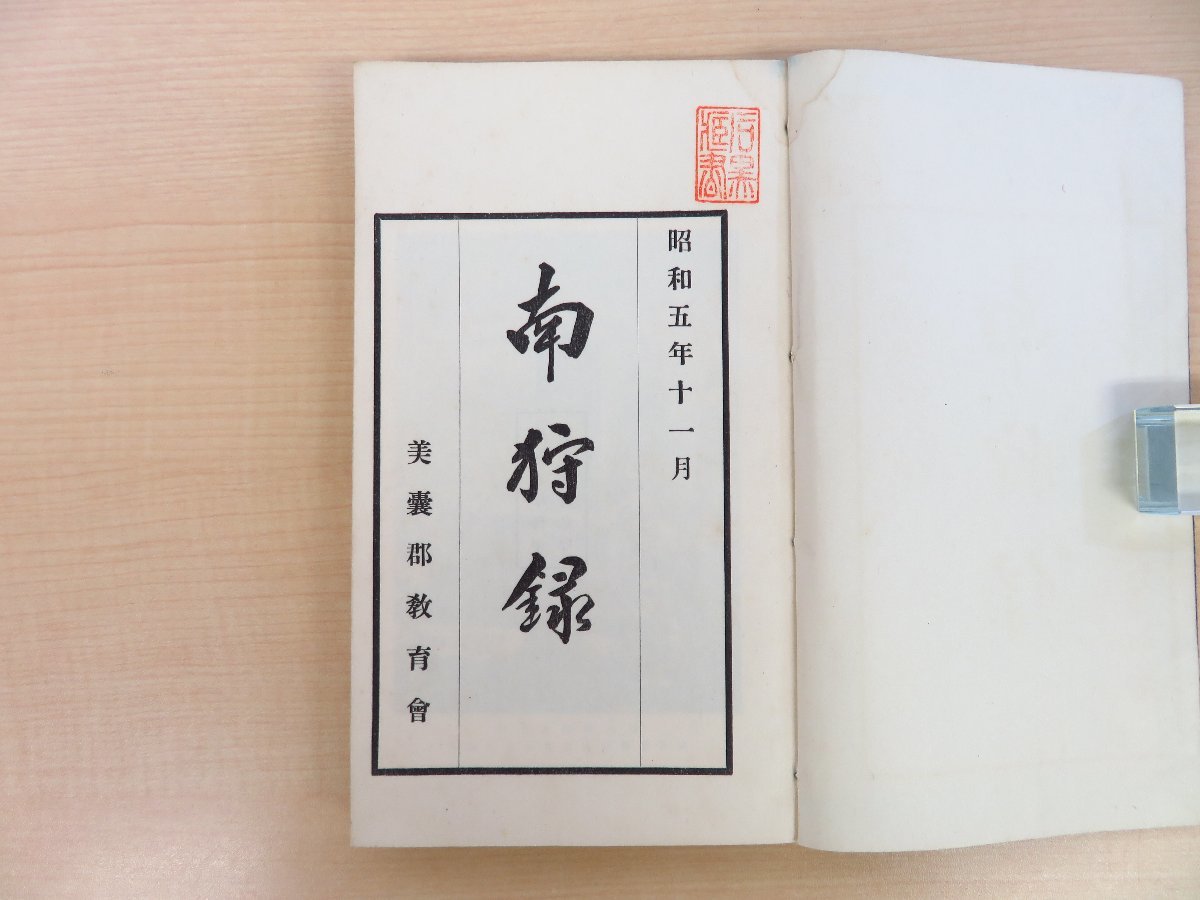 昭和五年十一月
南狩録
美囊郡教育會